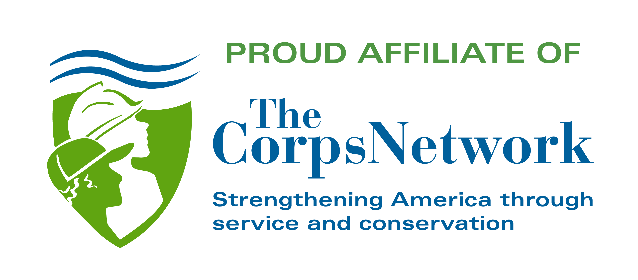 PROUD AFFILIATE OF
The
CorpsNetwork
Strengthening America through
service and conservation